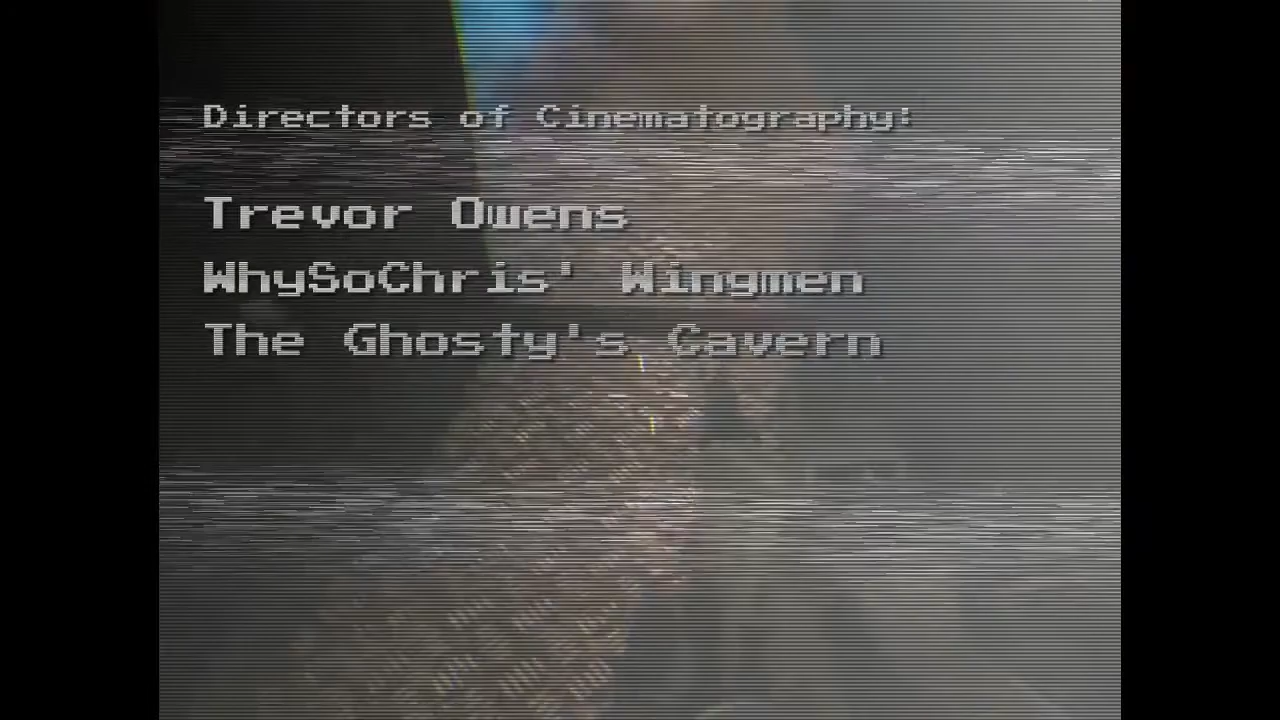 Directors of Cinematography:
Trevor Owens
WhySoChris' Wingmen
The Ghosty's Cavern